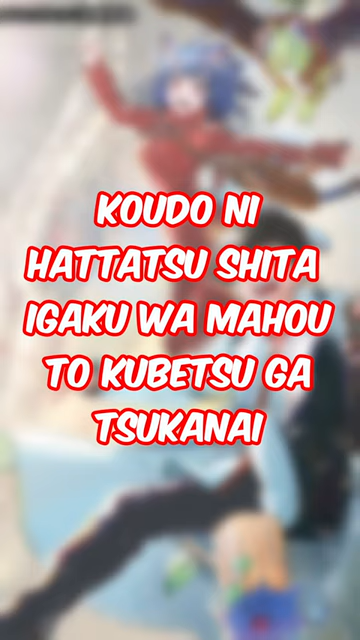 KOUDO NI
HATTATSU SHITA
IGAKU WA MAHOU
TO KUBETSU GA
TSUKANAI